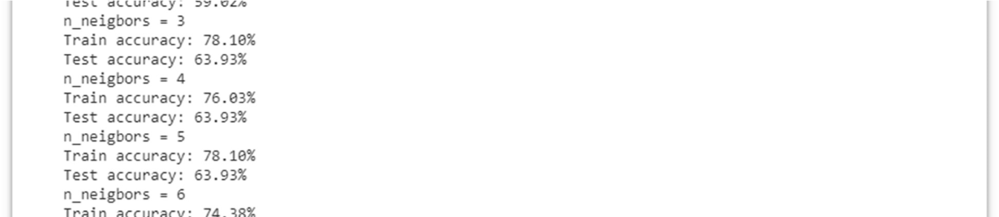 Test accuracy: 59.02%
n_neigbors = 3
Train accuracy: 78.10%
Test accuracy: 63.93%
n_neigbors = 4
Train accuracy: 76.03%
Test accuracy: 63.93%
n_neigbors = 5
Train accuracy: 78.10%
Test accuracy: 63.93%
n_neigbors = 6
Train accuracy: 74.38%